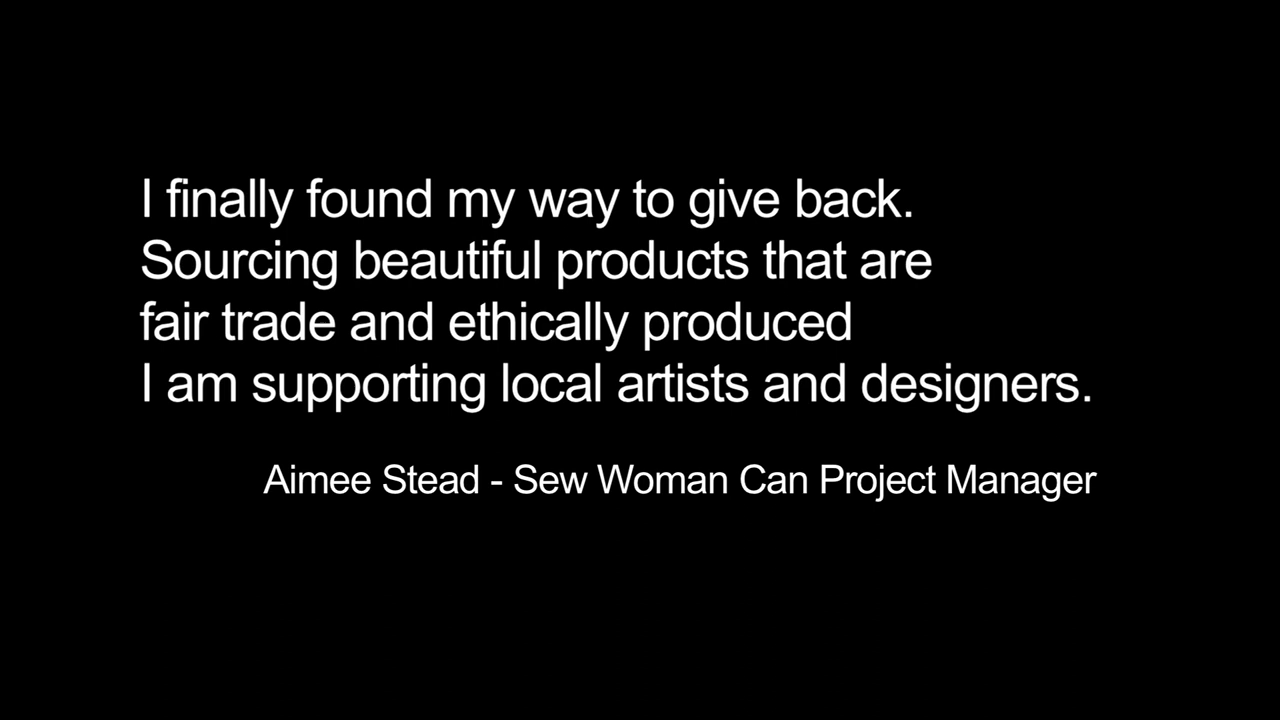 I finally found my way to give back.
Sourcing beautiful products that are
fair trade and ethically produced
I am supporting local artists and designers.
Aimee Stead - Sew Woman Can Project Manager